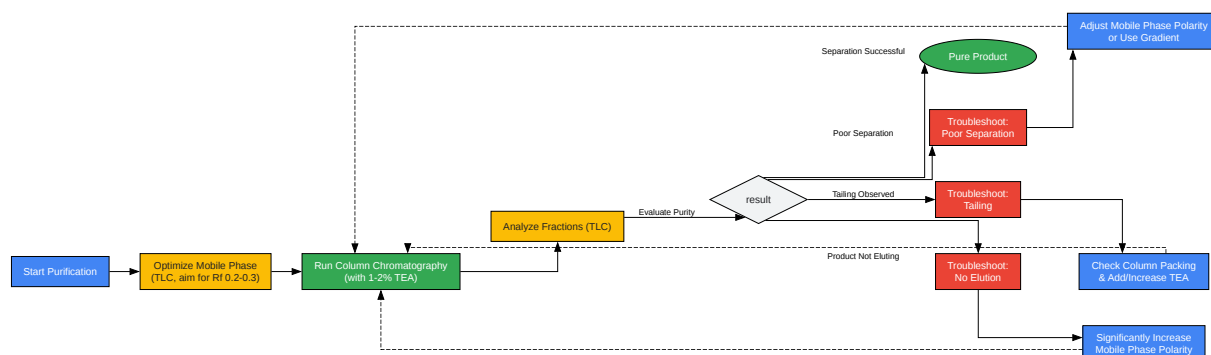 Adjust Mobile Phase Polarity
or Use Gradient
Separation Successful
Pure Product
Poor Separation
Troubleshoot:
Poor Separation
result
Tailing Observed
Troubleshoot:
Tailing
Evaluate Purity
Analyze Fractions (TLC)
Product Not Eluting
Start Purification
Optimize Mobile Phase
(TLC, aim for Rf 0.2-0.3)
Run Column Chromatography
(with 1-2% TEA)
Troubleshoot:
No Elution
Check Column Packing
& Add/Increase TEA
Significantly Increase
Mobile Phase Polarity